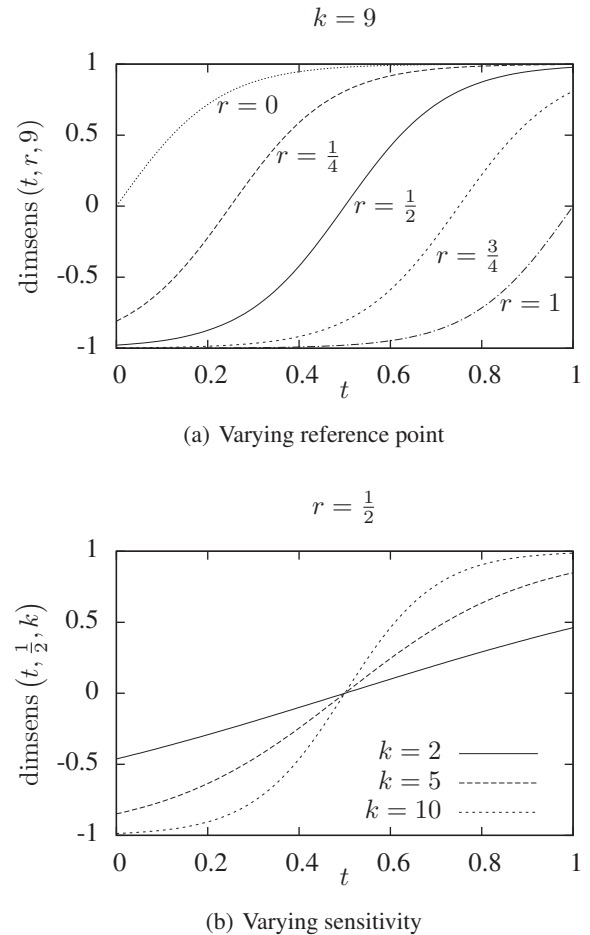 k = 9
dimsens (t, r, 9)
1
0.5
0
-0.5
-1
r = 0
r = 1/4
r = 1/2
r = 3/4
r = 1
0 0.2 0.4 0.6 0.8 1
t
(a) Varying reference point
r = 1/2
dimsens (t, 1/2, k)
1
0.5
0
-0.5
-1
k = 2
k = 5
k = 10
0 0.2 0.4 0.6 0.8 1
t
(b) Varying sensitivity